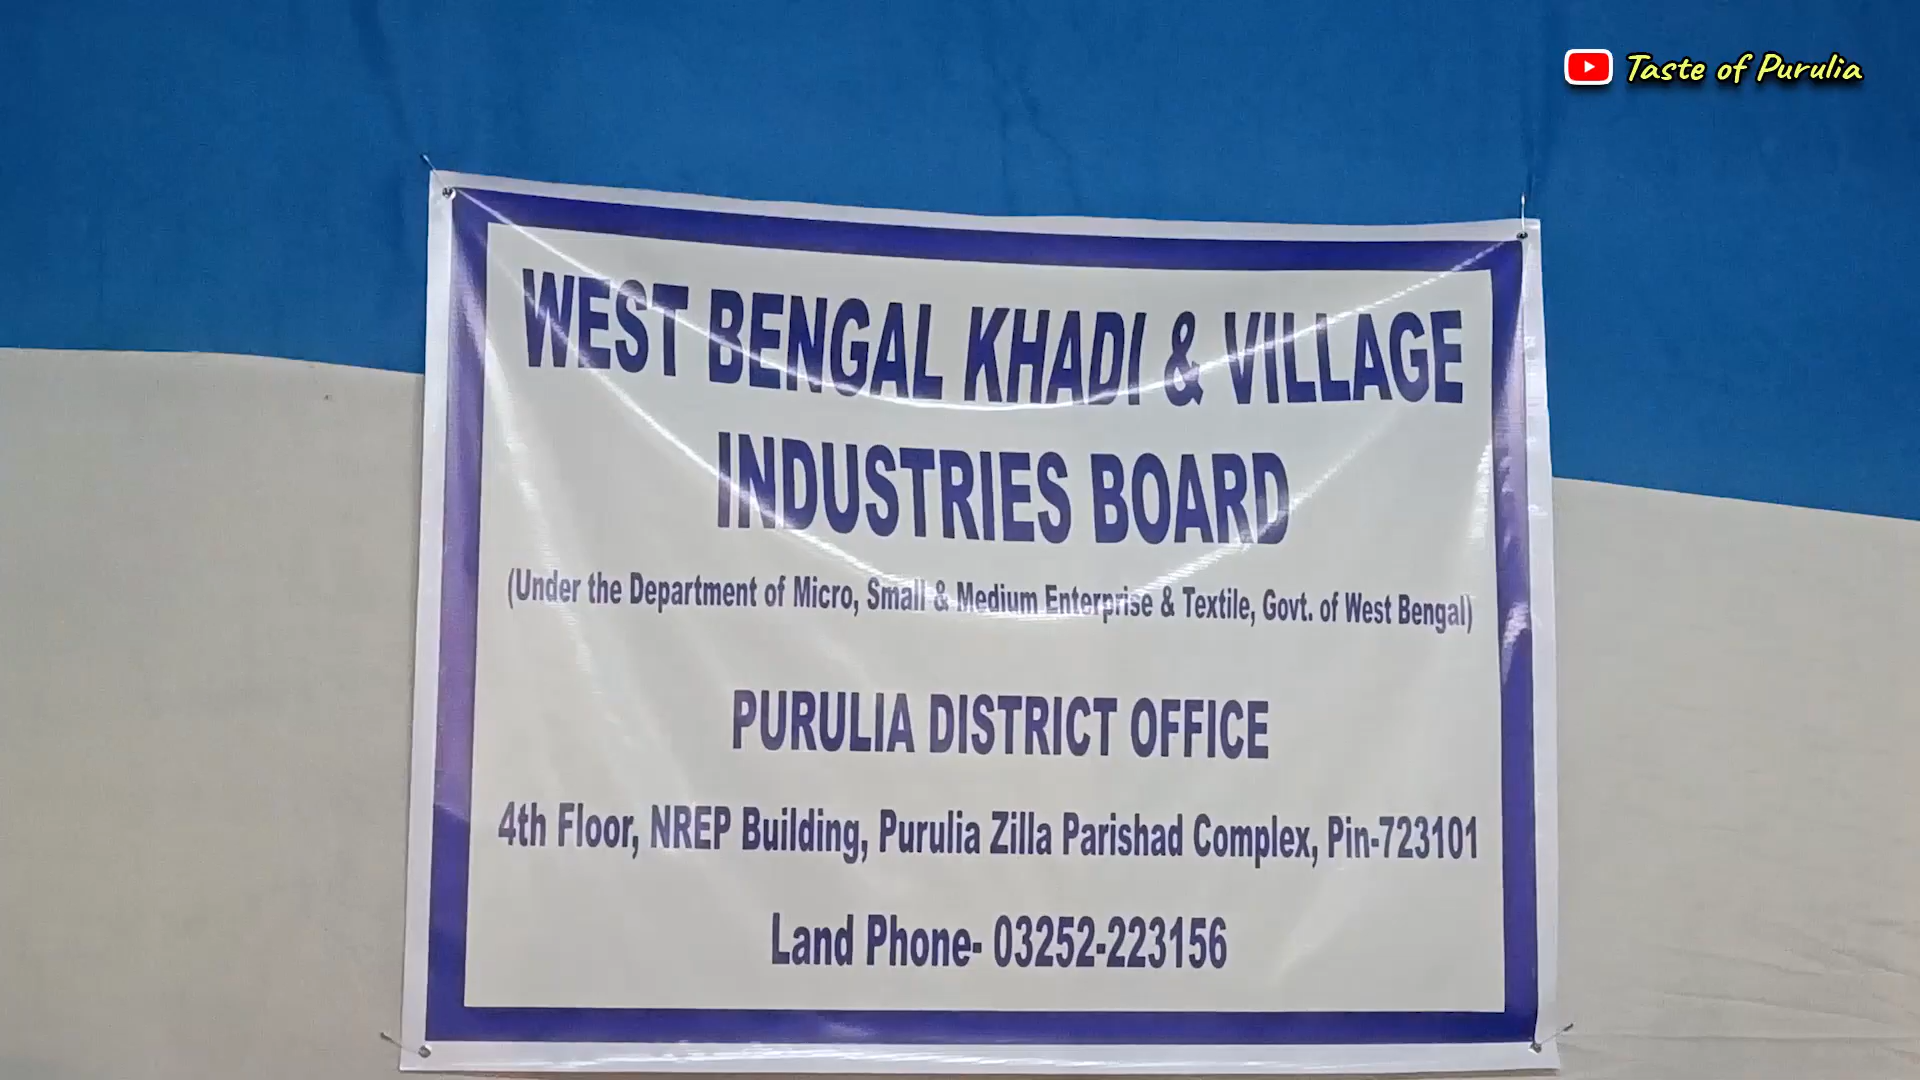 Taste of Purulia
WEST BENGAL KHADI & VILLAGE
INDUSTRIES BOARD
(Under the Department of Micro, Small & Medium Enterprise & Textile, Govt. of West Bengal)
PURULIA DISTRICT OFFICE
4th Floor, NREP Building, Purulia Zilla Parishad Complex, Pin-723101
Land Phone- 03252-223156